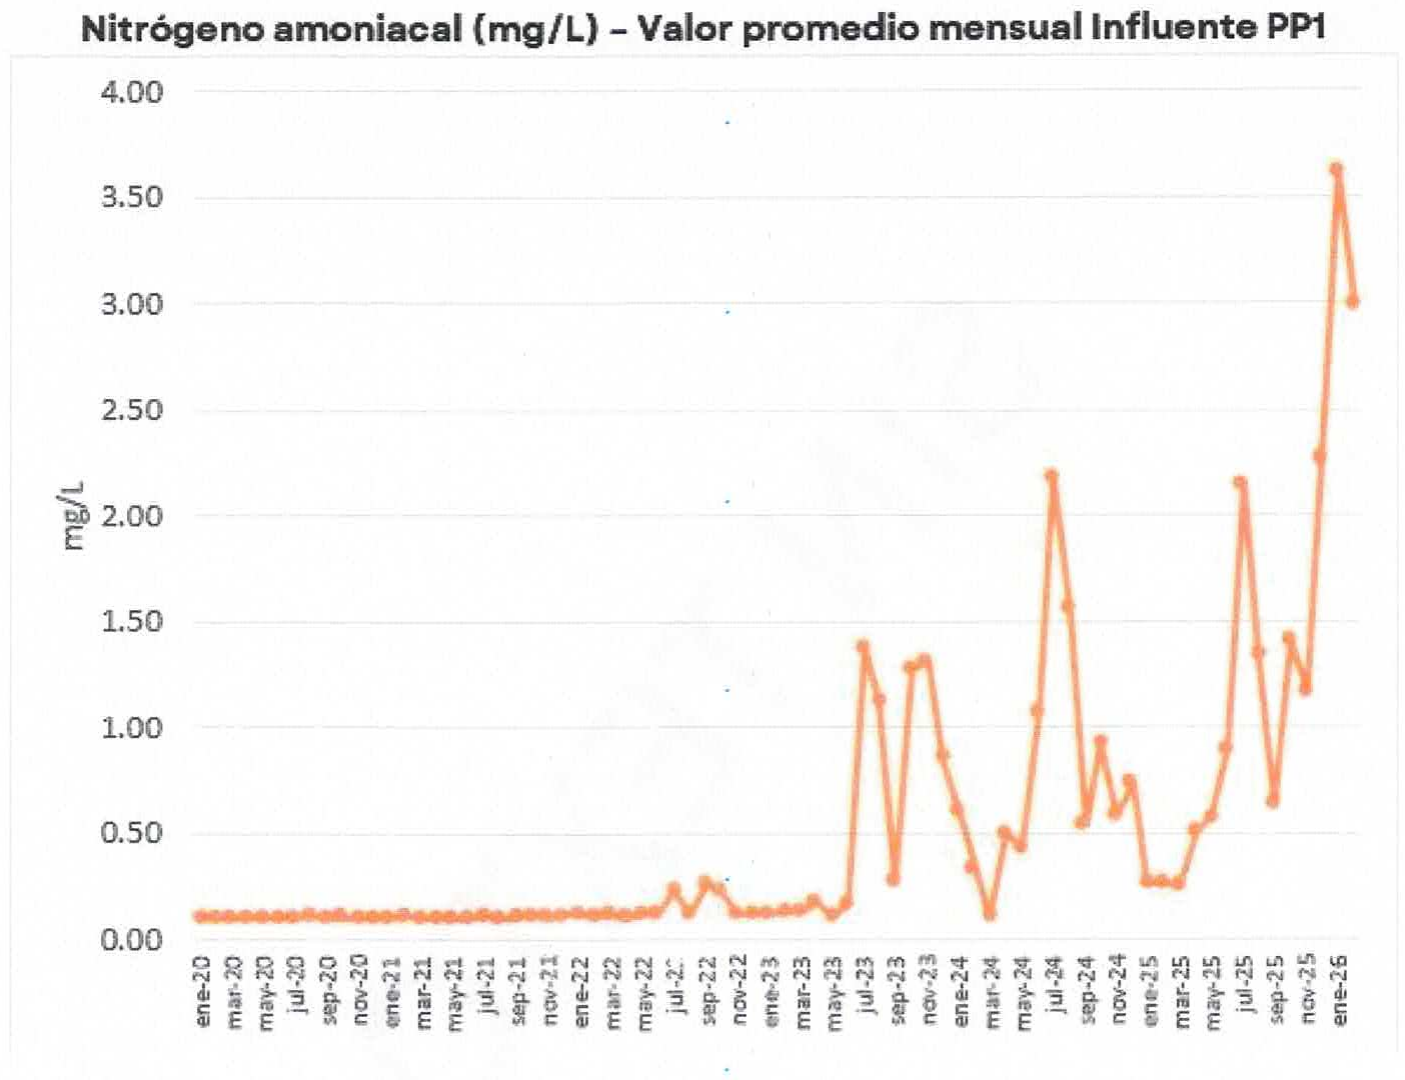 Nitrógeno amoniacal (mg/L) – Valor promedio mensual Influente PP1
4.00
3.50
3.00
2.50
2.00
1.50
1.00
0.50
0.00
mg/L
ene-20
mar-20
may-20
jul-20
sep-20
nov-20
ene-21
mar-21
may-21
jul-21
sep-21
nov-21
ene-22
mar-22
may-22
jul-22
sep-22
nov-22
ene-23
mar-23
may-23
jul-23
sep-23
nov-23
ene-24
mar-24
may-24
jul-24
sep-24
nov-24
ene-25
mar-25
may-25
jul-25
sep-25
nov-25
ene-26